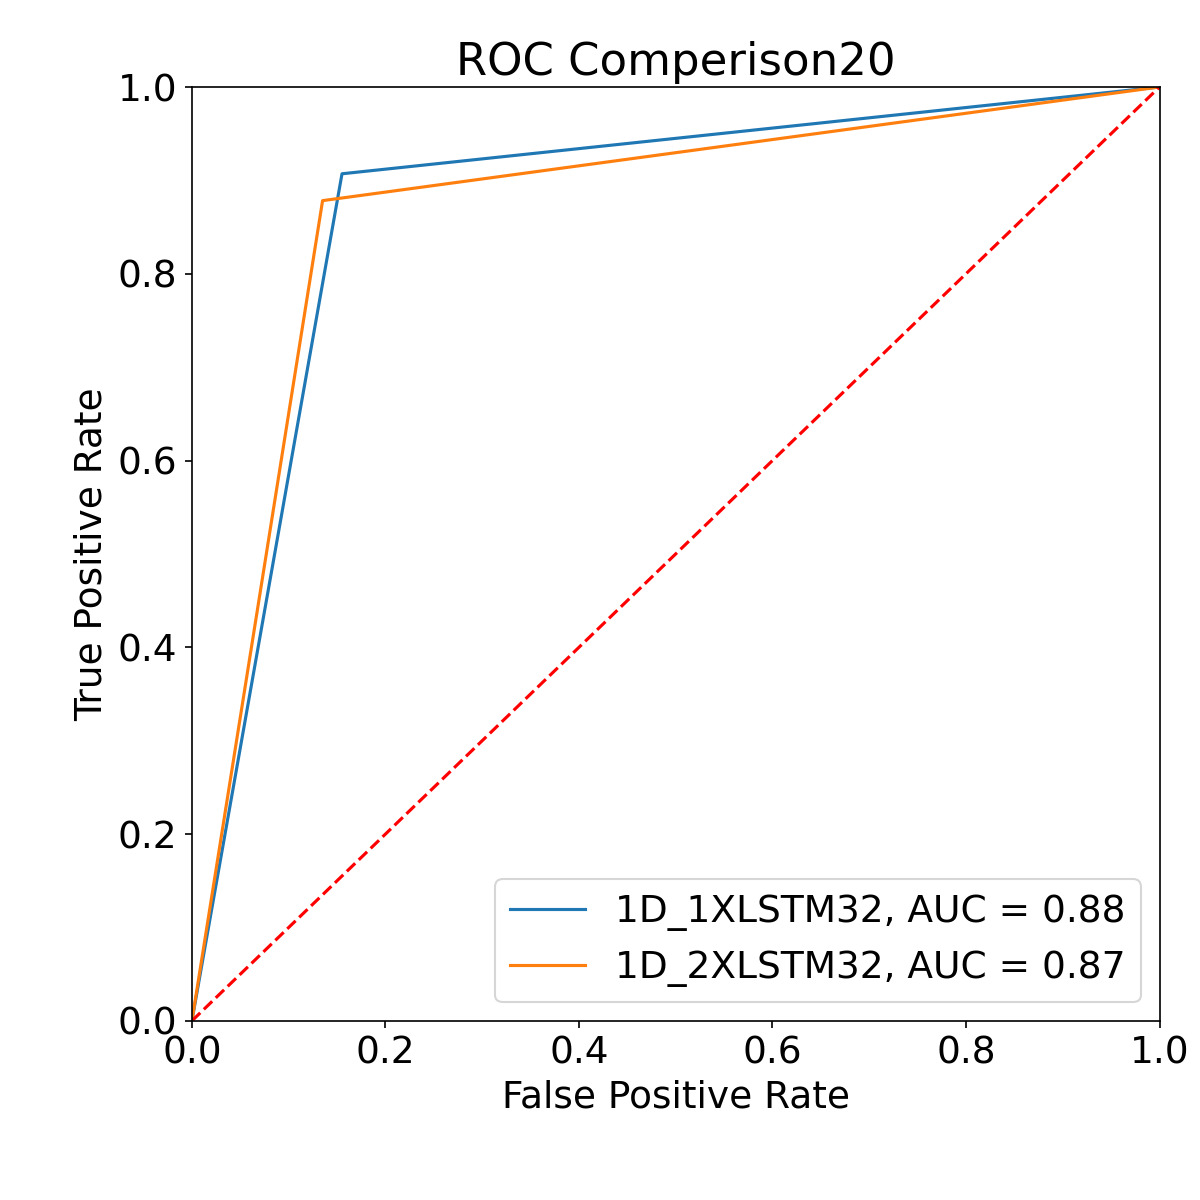 ROC Comperison20
1.0
0.8
0.6
0.4
0.2
0.0
True Positive Rate
0.0 0.2 0.4 0.6 0.8 1.0
False Positive Rate
1D_1XLSTM32, AUC = 0.88
1D_2XLSTM32, AUC = 0.87